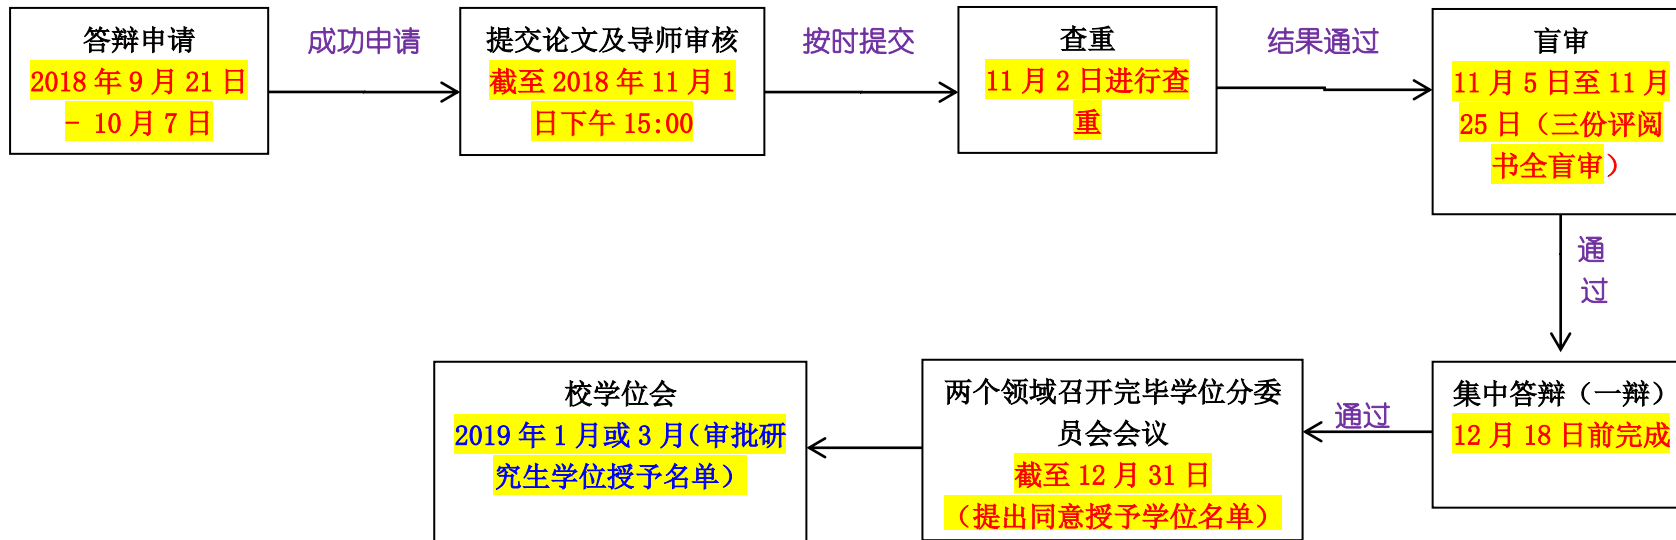 答辩申请
2018 年 9 月 21 日
- 10 月 7 日
成功申请
提交论文及导师审核
截至 2018 年 11 月 1
日下午 15:00
按时提交
查重
11 月 2 日进行查
重
结果通过
盲审
11 月 5 日至 11 月
25 日（三份评阅
书全盲审）
通
过
集中答辩（一辩）
12 月 18 日前完成
通过
两个领域召开完毕学位分委
员会会议
截至 12 月 31 日
（提出同意授予学位名单）
校学位会
2019 年 1 月或 3 月（审批研
究生学位授予名单）